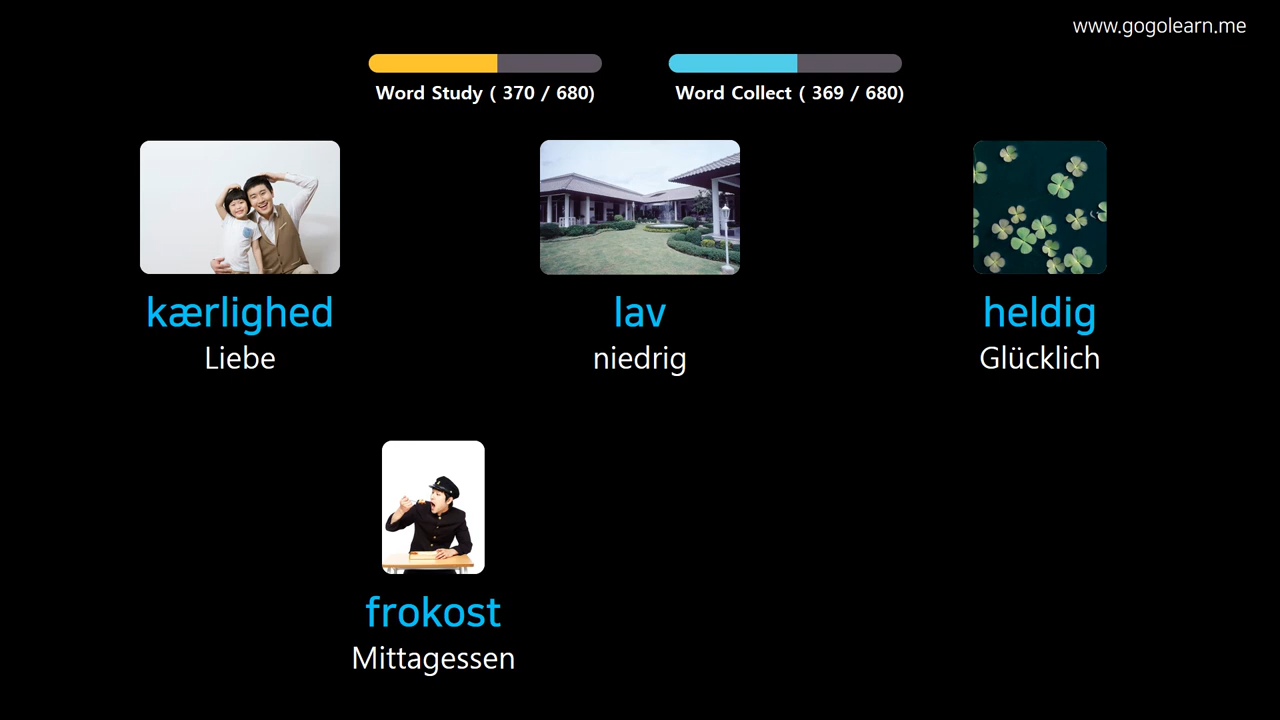 www.gogolearn.me
Word Study ( 370 / 680)
Word Collect ( 369 / 680)
kærlighed
Liebe
lav
niedrig
heldig
Glücklich
frokost
Mittagessen